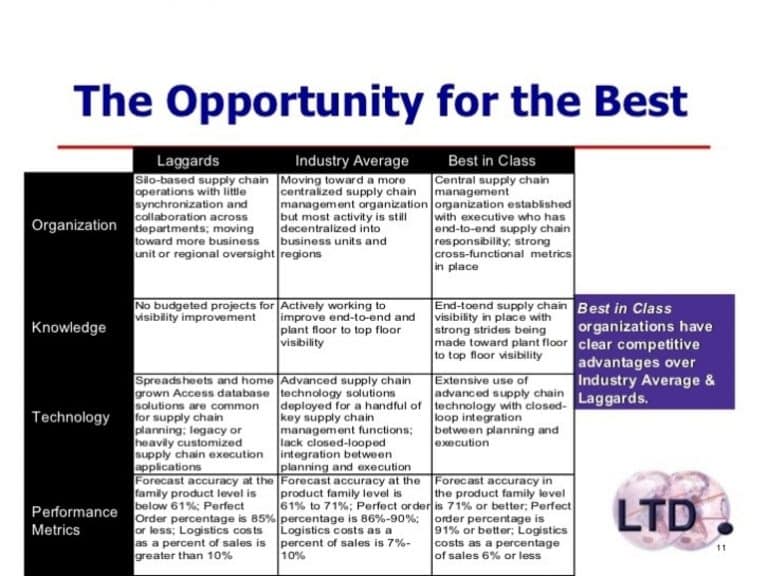 The Opportunity for the Best
Laggards
Industry Average
Best in Class
Organization
Silo-based supply chain
operations with little
synchronization and
collaboration across
departments; moving
toward more business
unit or regional oversight
Moving toward a more
centralized supply chain
management organization
but most activity is still
decentralized into
business units and
regions
Central supply chain
management
organization established
with executive who has
end-to-end supply chain
responsibility; strong
cross-functional metrics
in place
Knowledge
No budgeted projects for
visibility improvement
Actively working to
improve end-to-end and
plant floor to top floor
visibility
End-toend supply chain
visibility in place with
strong strides being
made toward plant floor
to top floor visibility
Technology
Spreadsheets and home
grown Access database
solutions are common
for supply chain
planning; legacy or
heavily customized
supply chain execution
applications
Advanced supply chain
technology solutions
deployed for a handful of
key supply chain
management functions;
lack closed-looped
integration between
planning and execution
Extensive use of
advanced supply chain
technology with closed-
loop integration
between planning and
execution
Performance
Metrics
Forecast accuracy at the
family product level is
below 61%; Perfect
Order percentage is 85%
or less; Logistics costs
as a percent of sales is
greater than 10%
Forecast accuracy at the
product family level is
61% to 71%; Perfect order
percentage is 86%-90%;
Logistics costs as a
percent of sales is 7%-
10%
Forecast accuracy in
the product family level
is 71% or better; Perfect
order percentage is
91% or better; Logistics
costs as a percentage
of sales 6% or less
Best in Class
organizations have
clear competitive
advantages over
Industry Average &
Laggards.
LTD
11